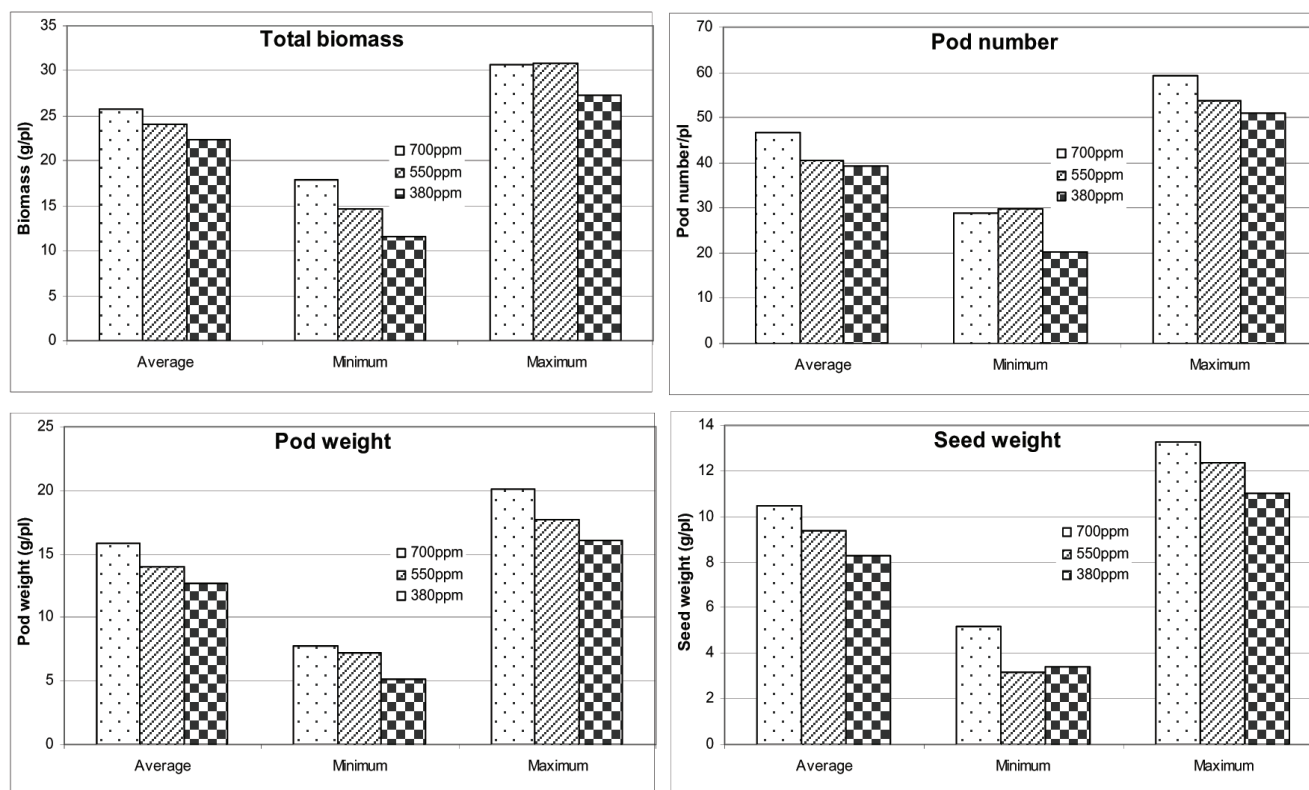 Total biomass
Biomass (g/pl)
35
30
25
20
15
10
5
0
700ppm
550ppm
380ppm
Average Minimum Maximum
Pod number
Pod number/pl
70
60
50
40
30
20
10
0
700ppm
550ppm
380ppm
Average Minimum Maximum
Pod weight
Pod weight (g/pl)
25
20
15
10
5
0
700ppm
550ppm
380ppm
Average Minimum Maximum
Seed weight
Seed weight (g/pl)
14
12
10
8
6
4
2
0
700ppm
550ppm
380ppm
Average Minimum Maximum